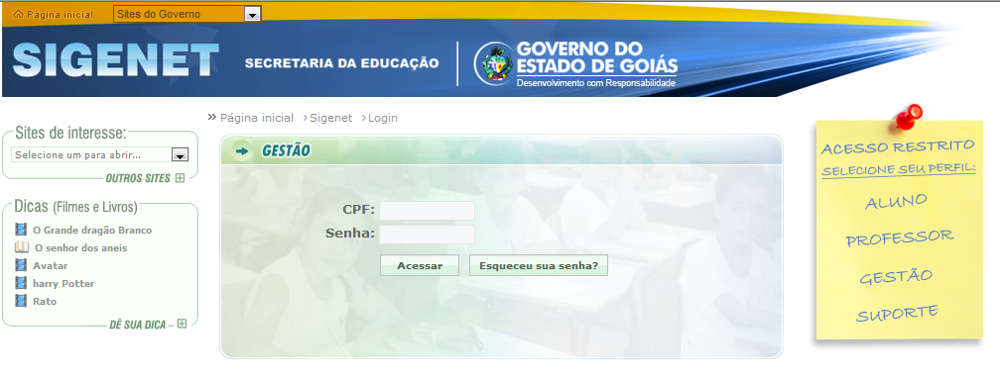 Página inicial
Sites do Governo
SIGENET
SECRETARIA DA EDUCAÇÃO
GOVERNO DO
ESTADO DE GOIÁS
Desenvolvimento com Responsabilidade
Sites de interesse:
Selecione um para abrir...
OUTROS SITES
Dicas (Filmes e Livros)
O Grande dragão Branco
O senhor dos aneis
Avatar
harry Potter
Rato
DÊ SUA DICA
» Página inicial > Sigenet > Login
GESTÃO
CPF:
Senha:
Acessar
Esqueceu sua senha?
ACESSO RESTRITO
SELECIONE SEU PERFIL:
ALUNO
PROFESSOR
GESTÃO
SUPORTE